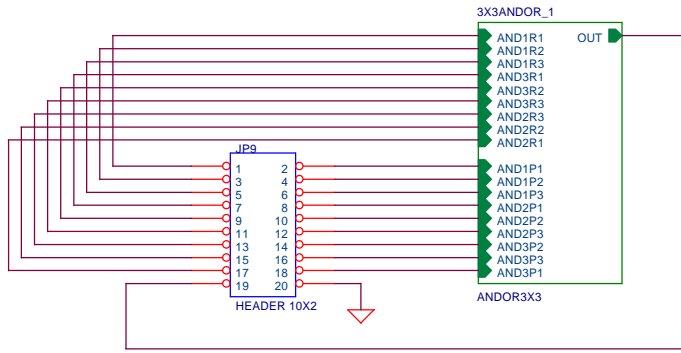 3X3ANDOR_1
AND1R1 OUT
AND1R2
AND1R3
AND3R1
AND3R2
AND3R3
AND2R3
AND2R2
AND2R1
JP9
1 2 AND1P1
3 4 AND1P2
5 6 AND1P3
7 8 AND2P1
9 10 AND2P2
11 12 AND2P3
13 14 AND3P2
15 16 AND3P3
17 18 AND3P1
19 20
HEADER 10X2 ANDOR3X3